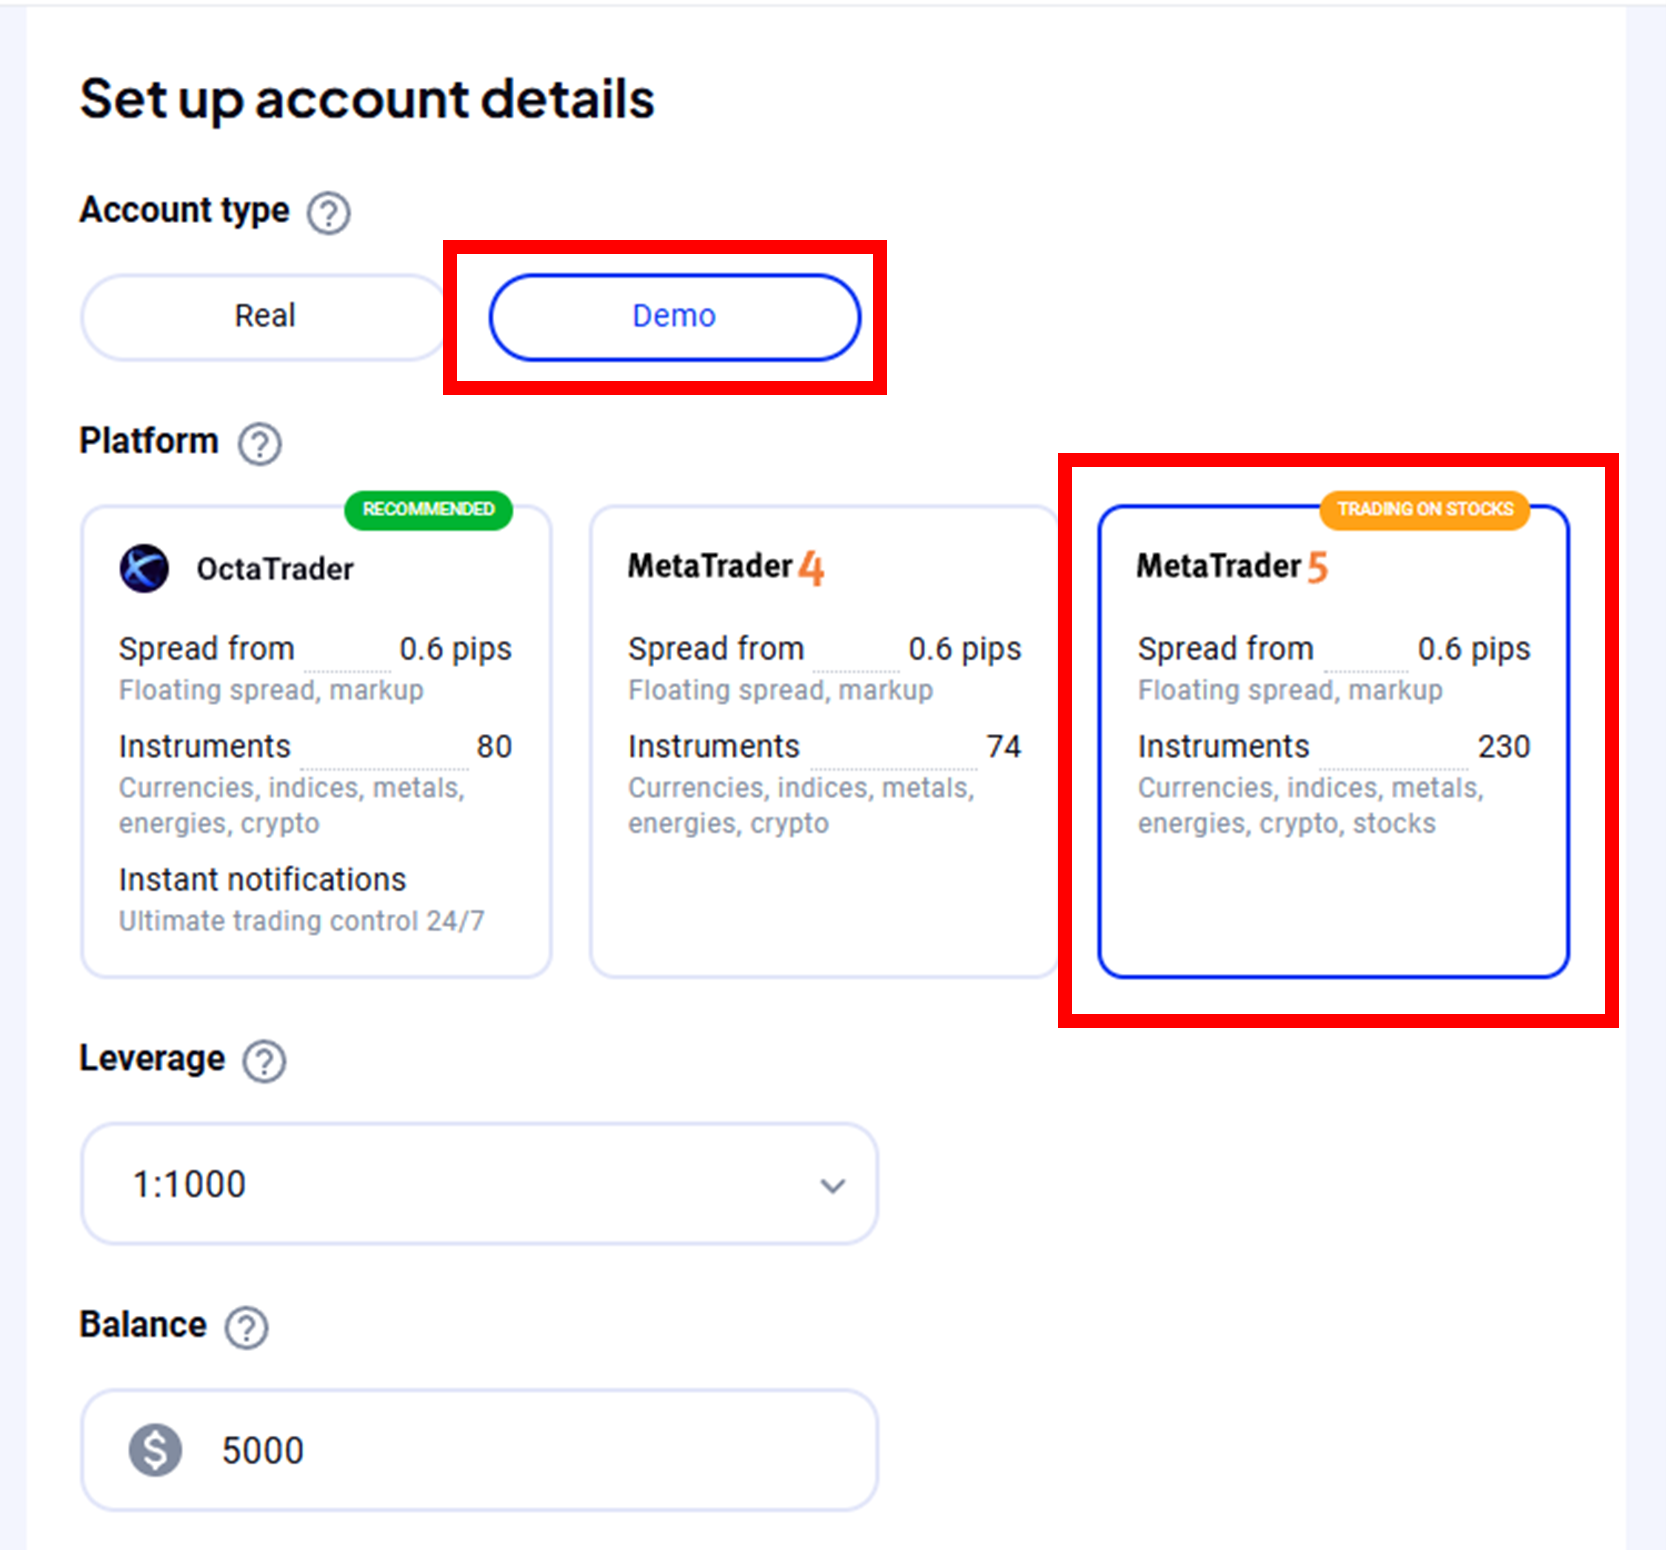 Set up account details
Account type ?
Real
Demo
Platform ?
RECOMMENDED
OctaTrader
Spread from 0.6 pips
Floating spread, markup
Instruments 80
Currencies, indices, metals,
energies, crypto
Instant notifications
Ultimate trading control 24/7
MetaTrader 4
Spread from 0.6 pips
Floating spread, markup
Instruments 74
Currencies, indices, metals,
energies, crypto
TRADING ON STOCKS
MetaTrader 5
Spread from 0.6 pips
Floating spread, markup
Instruments 230
Currencies, indices, metals,
energies, crypto, stocks
Leverage ?
1:1000
Balance ?
$ 5000